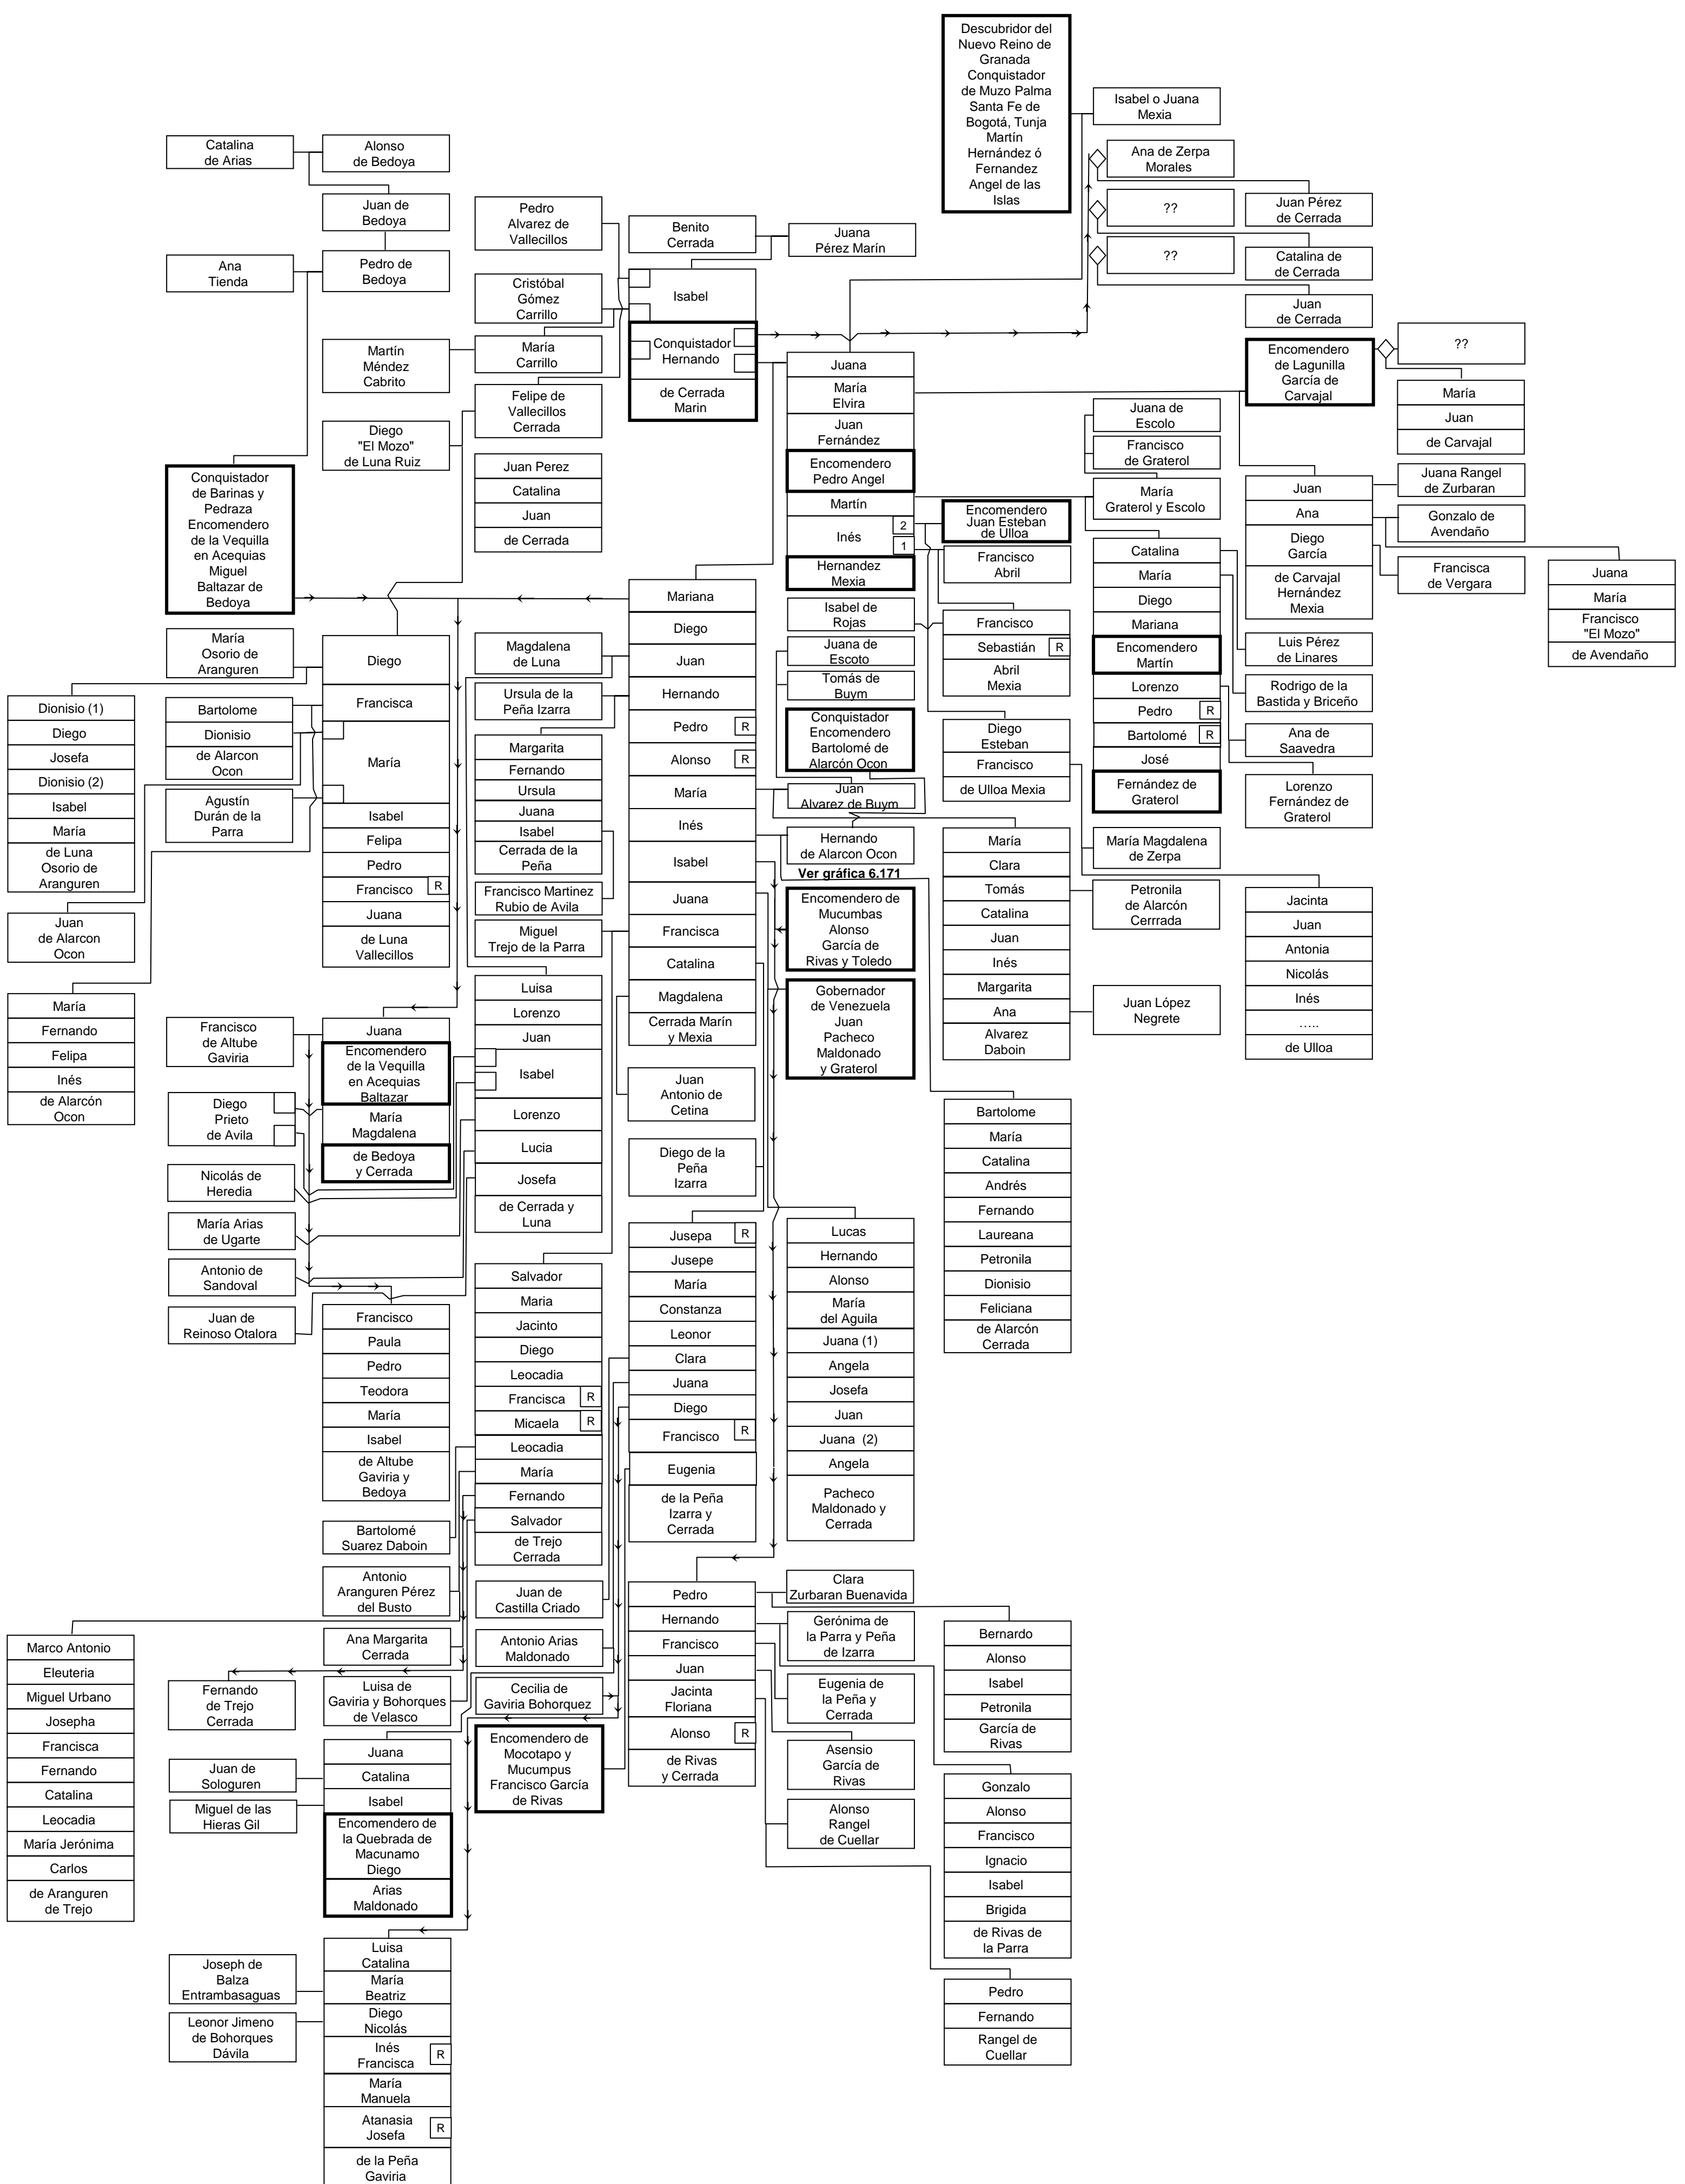 Descubridor del
Nuevo Reino de
Granada
Conquistador
de Muzo Palma
Santa Fe de
Bogotá, Tunja
Martín
Hernández ó
Fernandez
Angel de las
Islas
Isabel o Juana
Mexia
Ana de Zerpa
Morales
??
Juan Pérez
de Cerrada
??
Catalina de
de Cerrada
Juan
de Cerrada
Catalina
de Arias
Alonso
de Bedoya
Juan de
Bedoya
Ana
Tienda
Pedro de
Bedoya
Pedro
Alvarez de
Vallecillos
Benito
Cerrada
Juana
Pérez Marín
Cristóbal
Gómez
Carrillo
Isabel
Conquistador
Hernando
de Cerrada
Marin
Martín
Méndez
Cabrito
María
Carrillo
Felipe de
Vallecillos
Cerrada
Diego
"El Mozo"
de Luna Ruiz
Juan Perez
Catalina
Juan
de Cerrada
Conquistador
de Barinas y
Pedraza
Encomendero
de la Vequilla
en Acequias
Miguel
Baltazar de
Bedoya
Juana
María
Elvira
Juan
Fernández
Encomendero
Pedro Angel
Martín
Inés
2
1
Hernandez
Mexia
Encomendero
de Lagunilla
García de
Carvajal
??
María
Juan
de Carvajal
Juana de
Escolo
Francisco
de Graterol
María
Graterol y Escolo
Encomendero
Juan Esteban
de Ulloa
Francisco
Abril
Juan
Ana
Diego
García
de Carvajal
Hernández
Mexia
Juana Rangel
de Zurbaran
Gonzalo de
Avendaño
Francisca
de Vergara
Juana
María
Francisco
"El Mozo"
de Avendaño
Catalina
María
Diego
Mariana
Encomendero
Martín
Lorenzo
Pedro
R
Bartolomé
R
José
Fernández de
Graterol
Luis Pérez
de Linares
Rodrigo de la
Bastida y Briceño
Ana de
Saavedra
Lorenzo
Fernández de
Graterol
Isabel de
Rojas
Francisco
Sebastián
R
Abril
Mexia
Juana de
Escoto
Tomás de
Buym
Conquistador
Encomendero
Bartolomé de
Alarcón Ocon
Juan
Alvarez de Buym
Hernando
de Alarcon Ocon
Ver gráfica 6.171
Encomendero de
Mucumbas
Alonso
García de
Rivas y Toledo
Gobernador
de Venezuela
Juan
Pacheco
Maldonado
y Graterol
Diego
Esteban
Francisco
de Ulloa Mexia
María Magdalena
de Zerpa
Jacinta
Juan
Antonia
Nicolás
Inés
…..
de Ulloa
María
Clara
Tomás
Catalina
Juan
Inés
Margarita
Ana
Alvarez
Daboin
Petronila
de Alarcón
Cerrrada
Juan López
Negrete
Mariana
Diego
Juan
Hernando
Pedro
R
Alonso
R
María
Inés
Isabel
Juana
Francisca
Catalina
Magdalena
Cerrada Marín
y Mexia
Magdalena
de Luna
Ursula de la
Peña Izarra
Margarita
Fernando
Ursula
Juana
Isabel
Cerrada de la
Peña
Francisco Martinez
Rubio de Avila
Miguel
Trejo de la Parra
María
Osorio de
Aranguren
Diego
Francisca
María
Isabel
Felipa
Pedro
Francisco
R
Juana
de Luna
Vallecillos
Bartolome
Dionisio
de Alarcon
Ocon
Agustín
Durán de la
Parra
Dionisio (1)
Diego
Josefa
Dionisio (2)
Isabel
María
de Luna
Osorio de
Aranguren
Juan
de Alarcon
Ocon
María
Fernando
Felipa
Inés
de Alarcón
Ocon
Francisco
de Altube
Gaviria
Juana
Encomendero
de la Vequilla
en Acequias
Baltazar
María
Magdalena
de Bedoya
y Cerrada
Diego
Prieto
de Avila
Nicolás de
Heredia
María Arias
de Ugarte
Antonio de
Sandoval
Juan de
Reinoso Otalora
Luisa
Lorenzo
Juan
Isabel
Lorenzo
Lucia
Josefa
de Cerrada y
Luna
Juan
Antonio de
Cetina
Diego de la
Peña
Izarra
Francisco
Paula
Pedro
Teodora
María
Isabel
de Altube
Gaviria y
Bedoya
Salvador
Maria
Jacinto
Diego
Leocadia
Francisca
R
Micaela
R
Leocadia
María
Fernando
Salvador
de Trejo
Cerrada
Jusepa
R
Jusepe
María
Constanza
Leonor
Clara
Juana
Diego
Francisco
R
Eugenia
de la Peña
Izarra y
Cerrada
Lucas
Hernando
Alonso
María
del Aguila
Juana (1)
Angela
Josefa
Juan
Juana (2)
Angela
Pacheco
Maldonado y
Cerrada
Bartolome
María
Catalina
Andrés
Fernando
Laureana
Petronila
Dionisio
Feliciana
de Alarcón
Cerrada
Bartolomé
Suarez Daboin
Antonio
Aranguren Pérez
del Busto
Ana Margarita
Cerrada
Luisa de
Gaviria y Bohorques
de Velasco
Fernando
de Trejo
Cerrada
Juan de
Castilla Criado
Antonio Arias
Maldonado
Cecilia de
Gaviria Bohorquez
Encomendero de
Mocotapo y
Mucumpus
Francisco García
de Rivas
Marco Antonio
Eleuteria
Miguel Urbano
Josepha
Francisca
Fernando
Catalina
Leocadia
María Jerónima
Carlos
de Aranguren
de Trejo
Juan de
Sologuren
Miguel de las
Hieras Gil
Juana
Catalina
Isabel
Encomendero de
la Quebrada de
Macunamo
Diego
Arias
Maldonado
Pedro
Hernando
Francisco
Juan
Jacinta
Floriana
Alonso
R
de Rivas
y Cerrada
Clara
Zurbaran Buenavida
Gerónima de
la Parra y Peña
de Izarra
Eugenia de
la Peña y
Cerrada
Asensio
García de
Rivas
Alonso
Rangel
de Cuellar
Bernardo
Alonso
Isabel
Petronila
García de
Rivas
Gonzalo
Alonso
Francisco
Ignacio
Isabel
Brigida
de Rivas de
la Parra
Pedro
Fernando
Rangel de
Cuellar
Joseph de
Balza
Entrambasaguas
Leonor Jimeno
de Bohorques
Dávila
Luisa
Catalina
María
Beatriz
Diego
Nicolás
Inés
Francisca
R
María
Manuela
Atanasia
Josefa
R
de la Peña
Gaviria